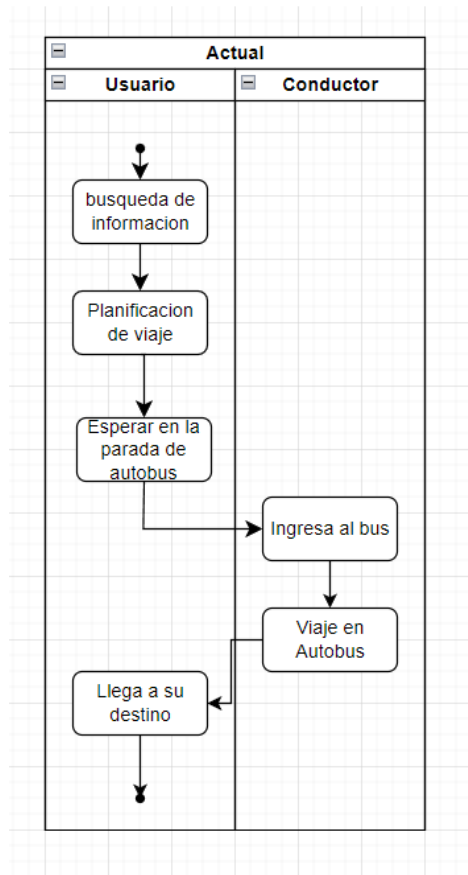 Actual
Usuario
Conductor
busqueda de
informacion
Planificacion
de viaje
Esperar en la
parada de
autobus
Ingresa al bus
Viaje en
Autobus
Llega a su
destino